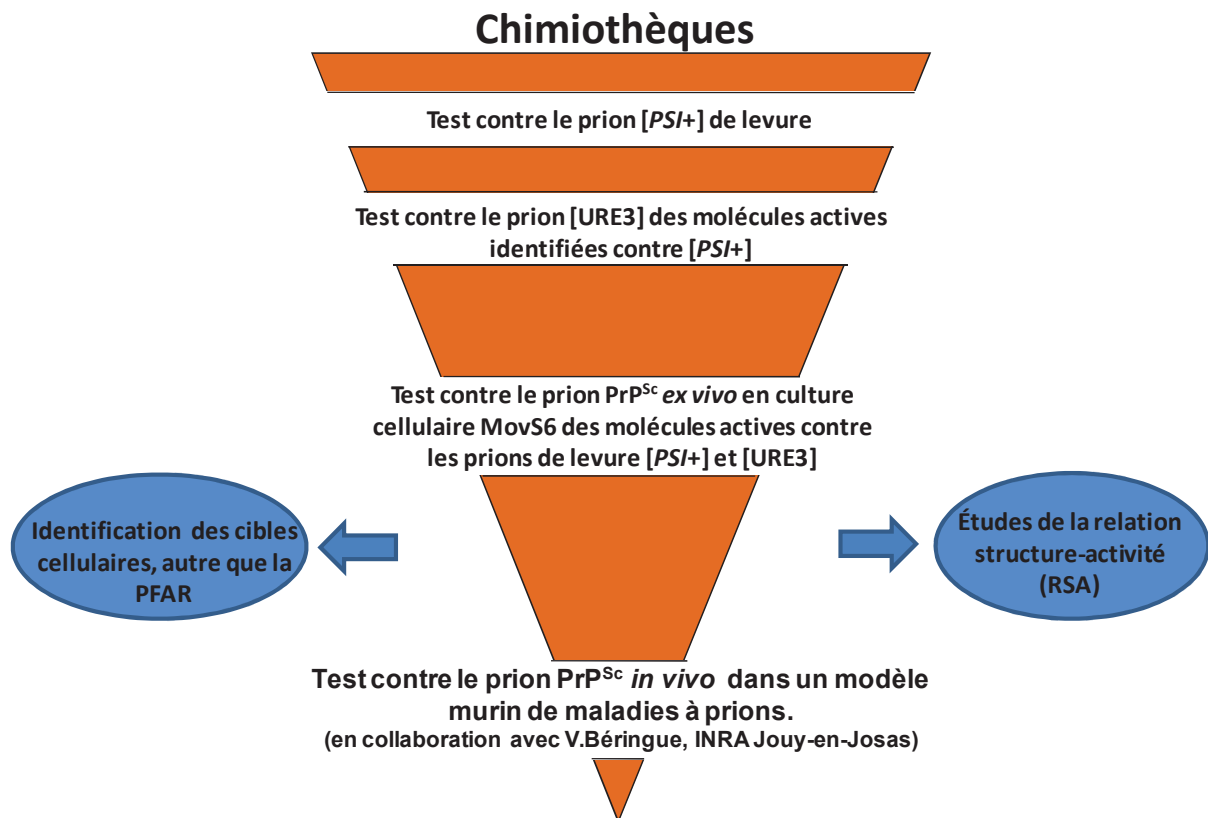 Chimiothèques
Test contre le prion [PSI+] de levure
Test contre le prion [URE3] des molécules actives
identifiées contre [PSI+]
Test contre le prion PrPSc ex vivo en culture
cellulaire MovS6 des molécules actives contre
les prions de levure [PSI+] et [URE3]
Identification des cibles
cellulaires, autre que la
PFAR
Études de la relation
structure-activité
(RSA)
Test contre le prion PrPSc in vivo dans un modèle
murin de maladies à prions.
(en collaboration avec V.Béringue, INRA Jouy-en-Josas)